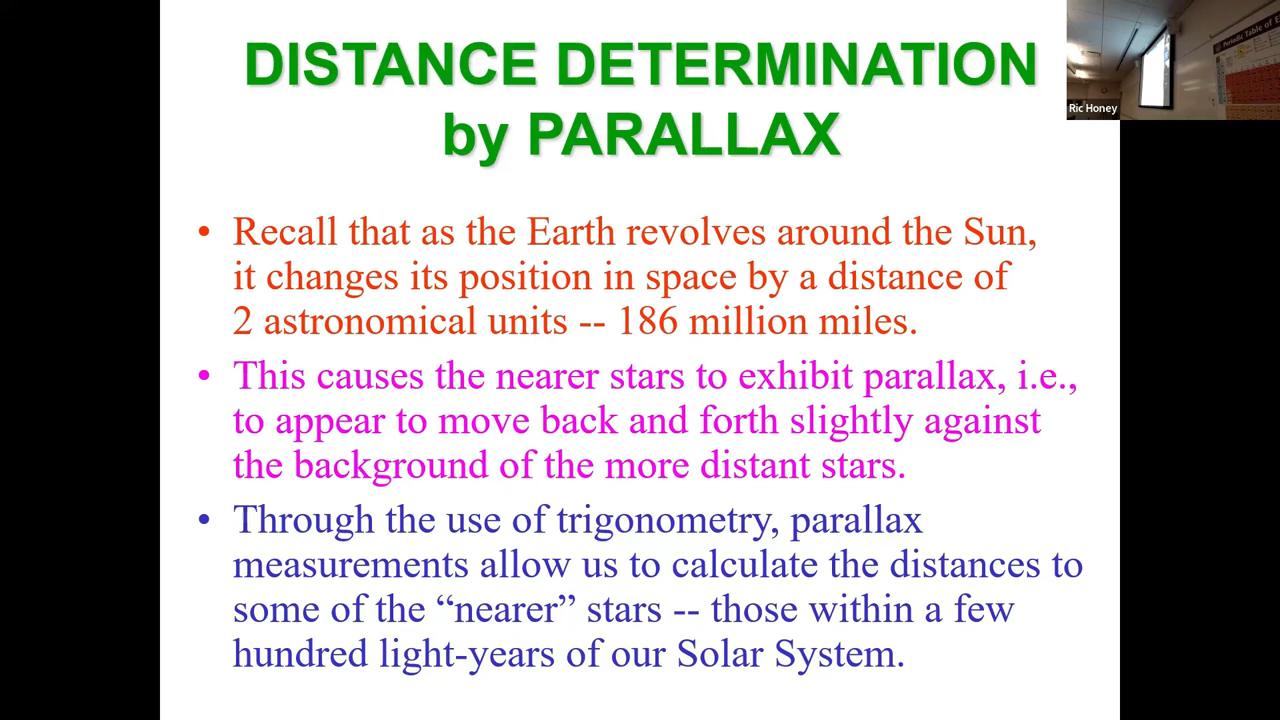 DISTANCE DETERMINATION
by PARALLAX
Ric Honey
Periodic Table of E
• Recall that as the Earth revolves around the Sun,
it changes its position in space by a distance of
2 astronomical units -- 186 million miles.
• This causes the nearer stars to exhibit parallax, i.e.,
to appear to move back and forth slightly against
the background of the more distant stars.
• Through the use of trigonometry, parallax
measurements allow us to calculate the distances to
some of the “nearer” stars -- those within a few
hundred light-years of our Solar System.